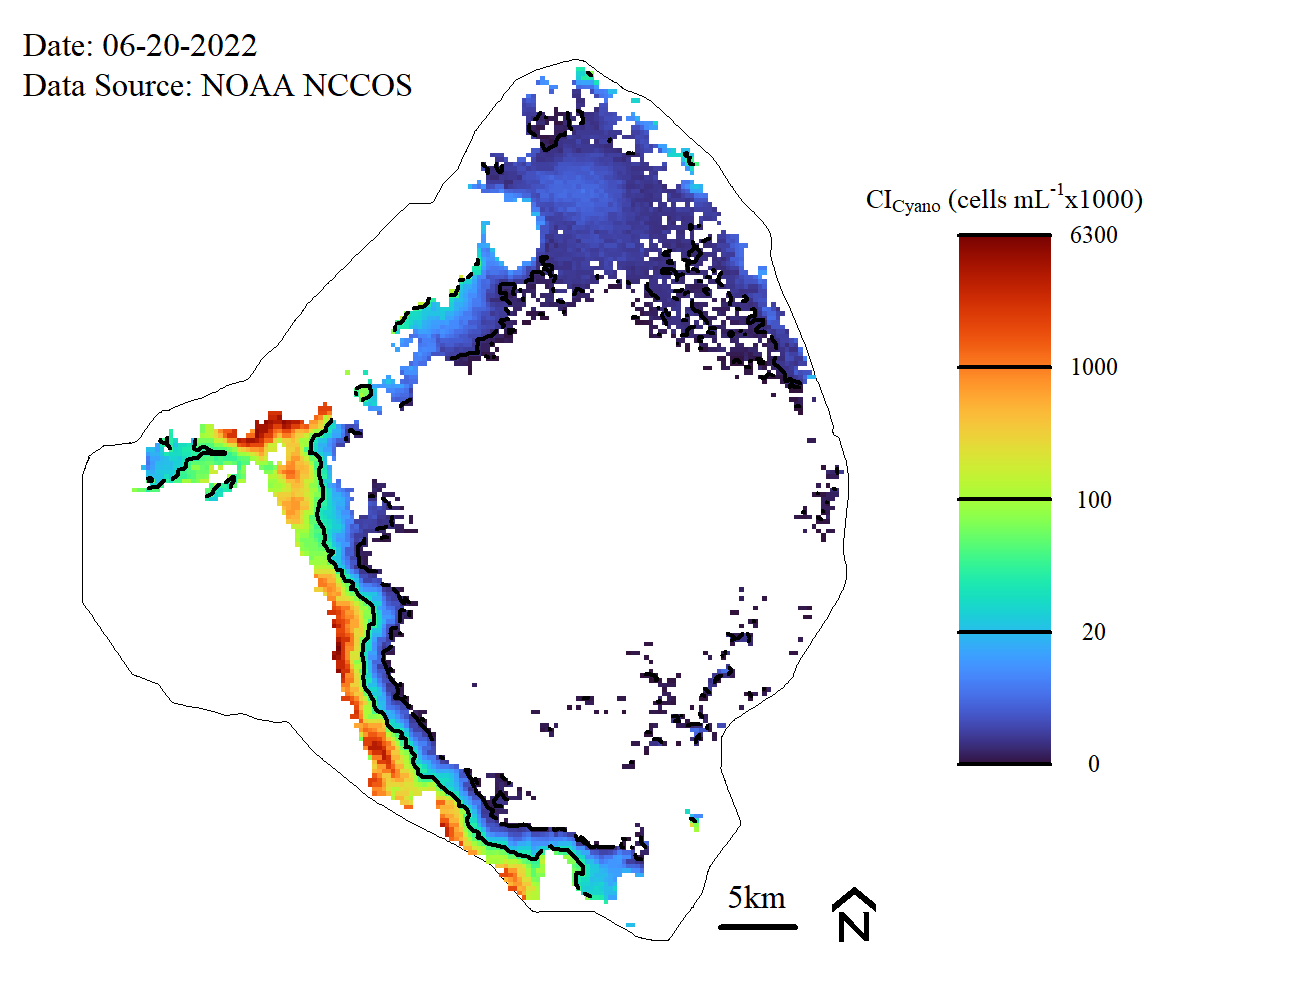 Date: 06-20-2022
Data Source: NOAA NCCOS
CICyano (cells mL-1x1000)
6300
1000
100
20
0
5km
N